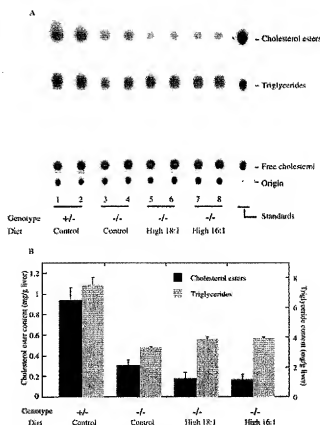 A
Cholesterol esters
Triglycerides
Free cholesterol
Origin
1 2 3 4 5 6 7 8
Genotype +/- -/- -/- -/- Standards
Diet Control Control High 18:1 High 16:1
B
Cholesterol ester content (mg/g liver)
Triglyceride content (mg/g liver)
Cholesterol esters
Triglycerides
1.2 8
1
0.8 6
0.6 4
0.4
0.2 2
0 0
Genotype +/- -/- -/- -/-
Diet Control Control High 18:1 High 16:1